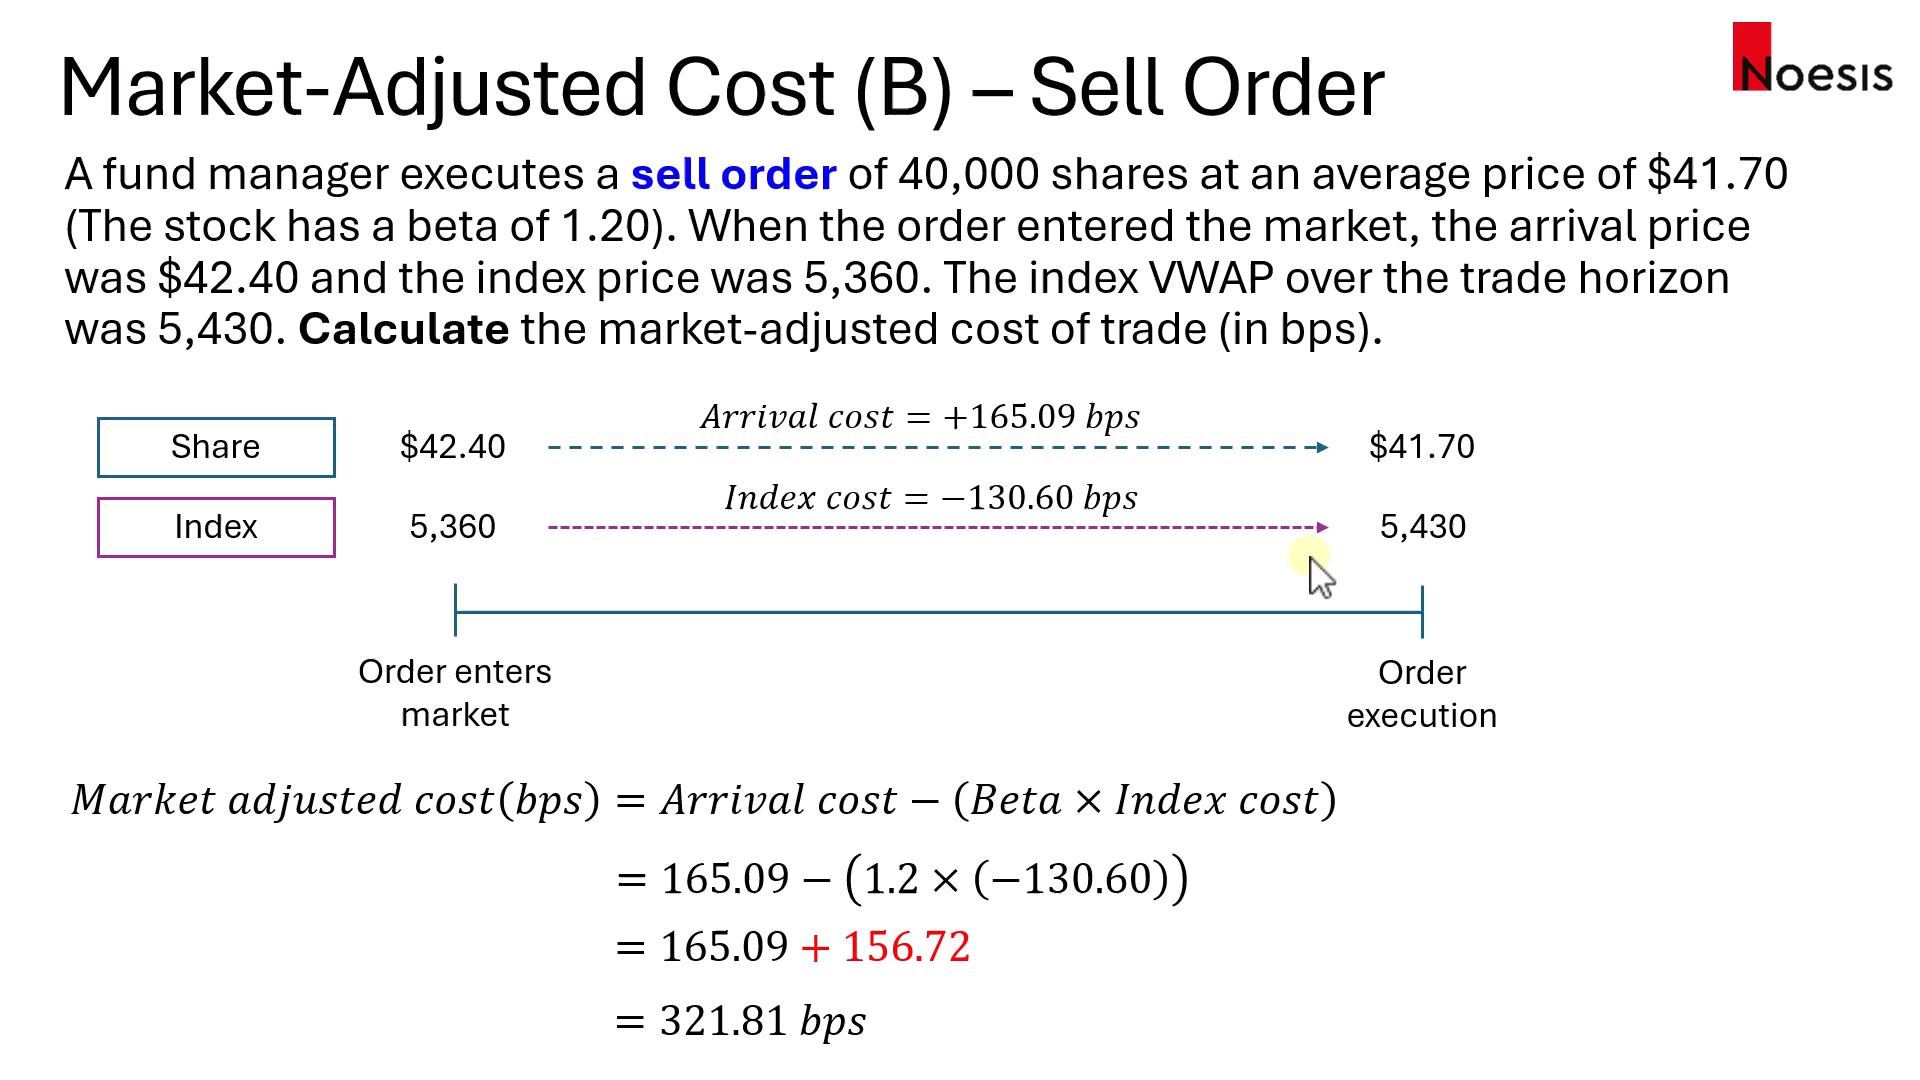 Market-Adjusted Cost (B) – Sell Order
Noesis
A fund manager executes a sell order of 40,000 shares at an average price of $41.70
(The stock has a beta of 1.20). When the order entered the market, the arrival price
was $42.40 and the index price was 5,360. The index VWAP over the trade horizon
was 5,430. Calculate the market-adjusted cost of trade (in bps).
Arrival cost = +165.09 bps
Share $42.40 $41.70
Index cost = −130.60 bps
Index 5,360 5,430
Order enters
market
Order
execution
Market adjusted cost(bps) = Arrival cost − (Beta × Index cost)
= 165.09 − (1.2 × (−130.60))
= 165.09 + 156.72
= 321.81 bps